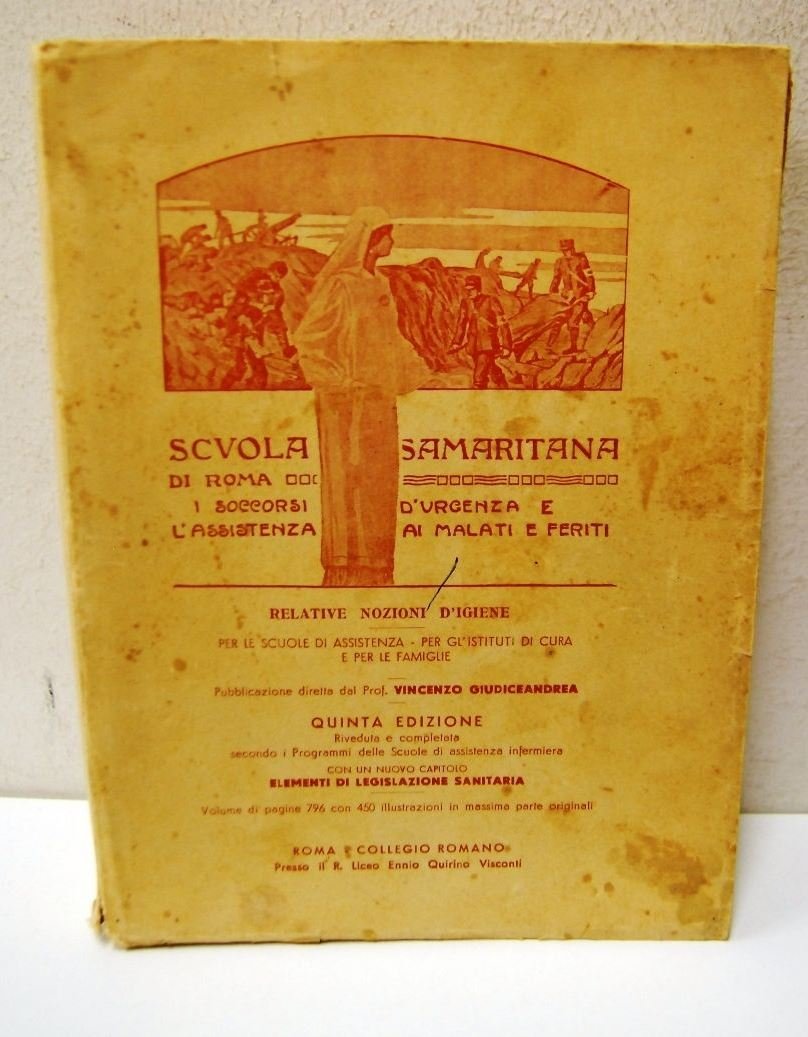 SCVOLA SAMARITANA
DI ROMA
I SOCCORSI D'URGENZA E
L'ASSISTENZA AI MALATI E FERITI
RELATIVE NOZIONI D'IGIENE
PER LE SCUOLE DI ASSISTENZA - PER GL'ISTITUTI DI CURA
E PER LE FAMIGLIE
Pubblicazione diretta dal Prof. VINCENZO GIUDICEANDREA
QUINTA EDIZIONE
Riveduta e completata
secondo i Programmi delle Scuole di assistenza infermiera
CON UN NUOVO CAPITOLO
ELEMENTI DI LEGISLAZIONE SANITARIA
Volume di pagine 796 con 450 illustrazioni in massima parte originali
ROMA COLLEGIO ROMANO
Presso il R. Liceo Ennio Quirino Visconti